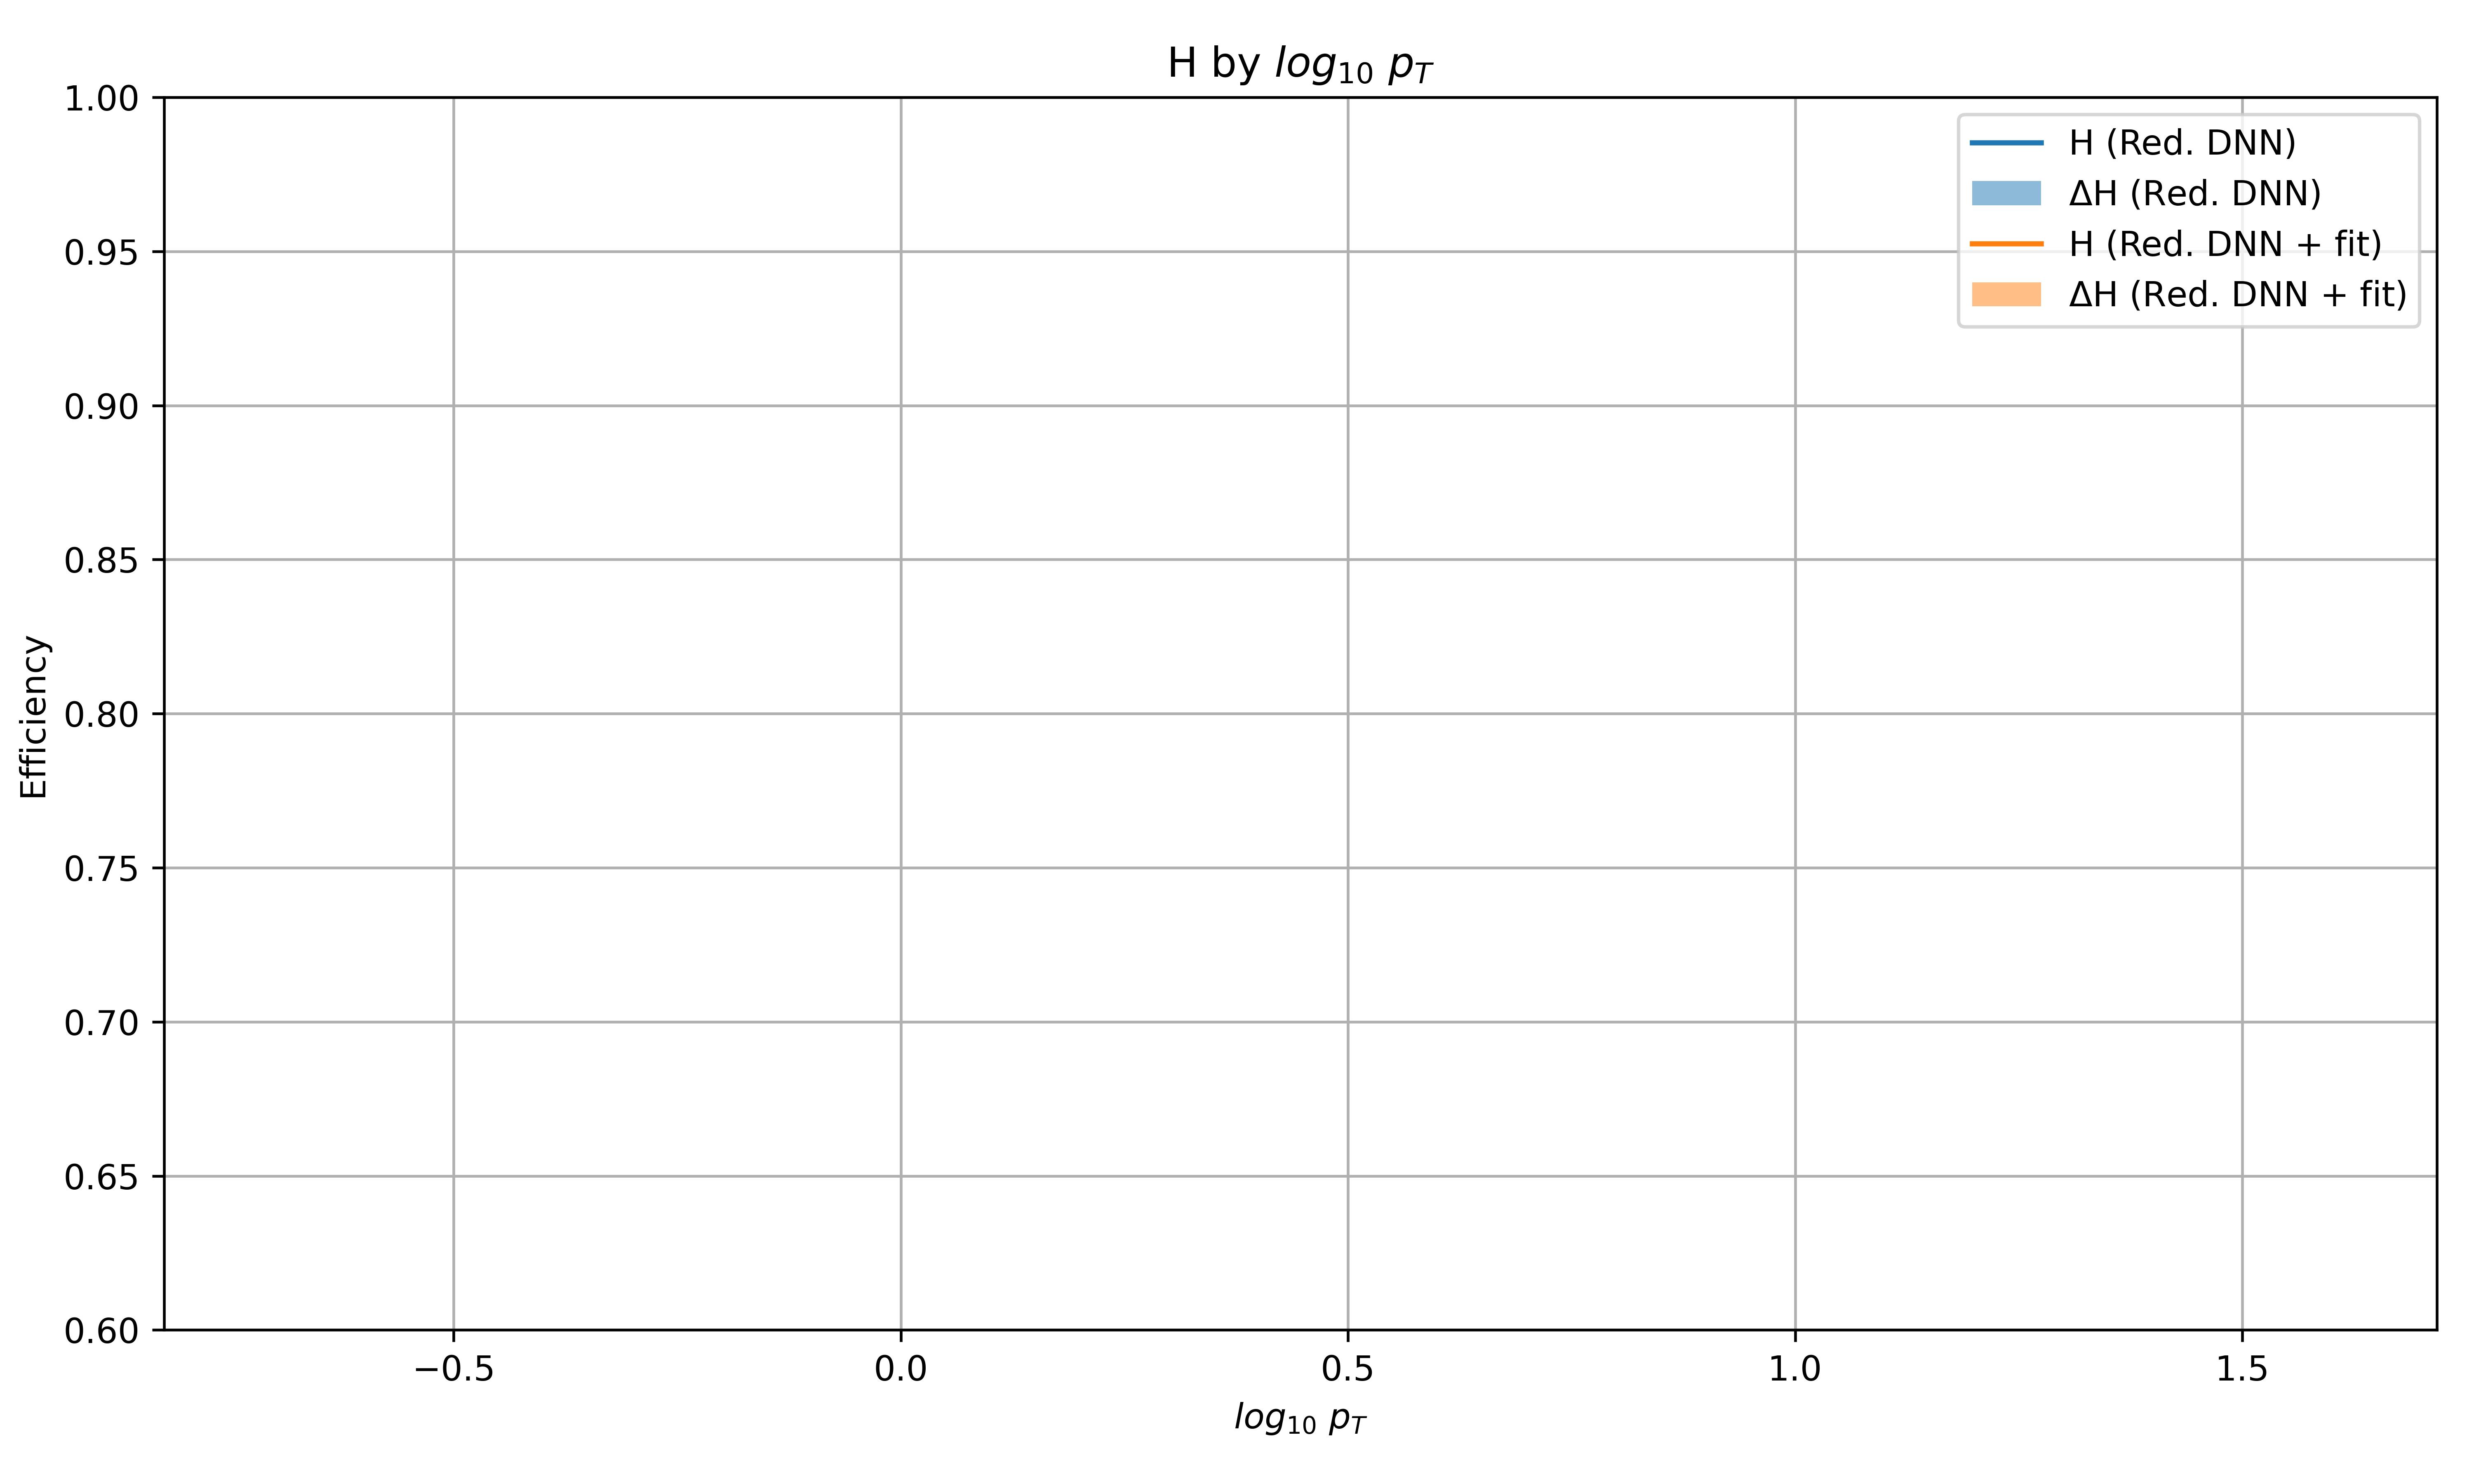 H by log₁₀ p_T
1.00
0.95
0.90
0.85
0.80
0.75
0.70
0.65
0.60
Efficiency
H (Red. DNN)
ΔH (Red. DNN)
H (Red. DNN + fit)
ΔH (Red. DNN + fit)
−0.5 0.0 0.5 1.0 1.5
log₁₀ p_T